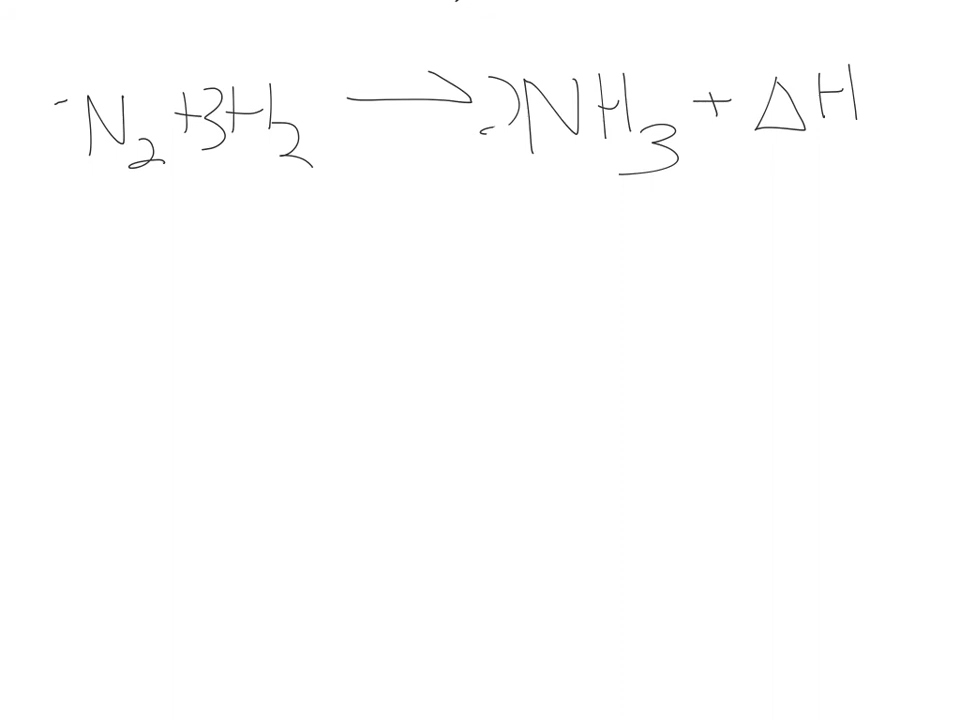 N₂ + 3H₂ ⇀ 2NH₃ + ΔH